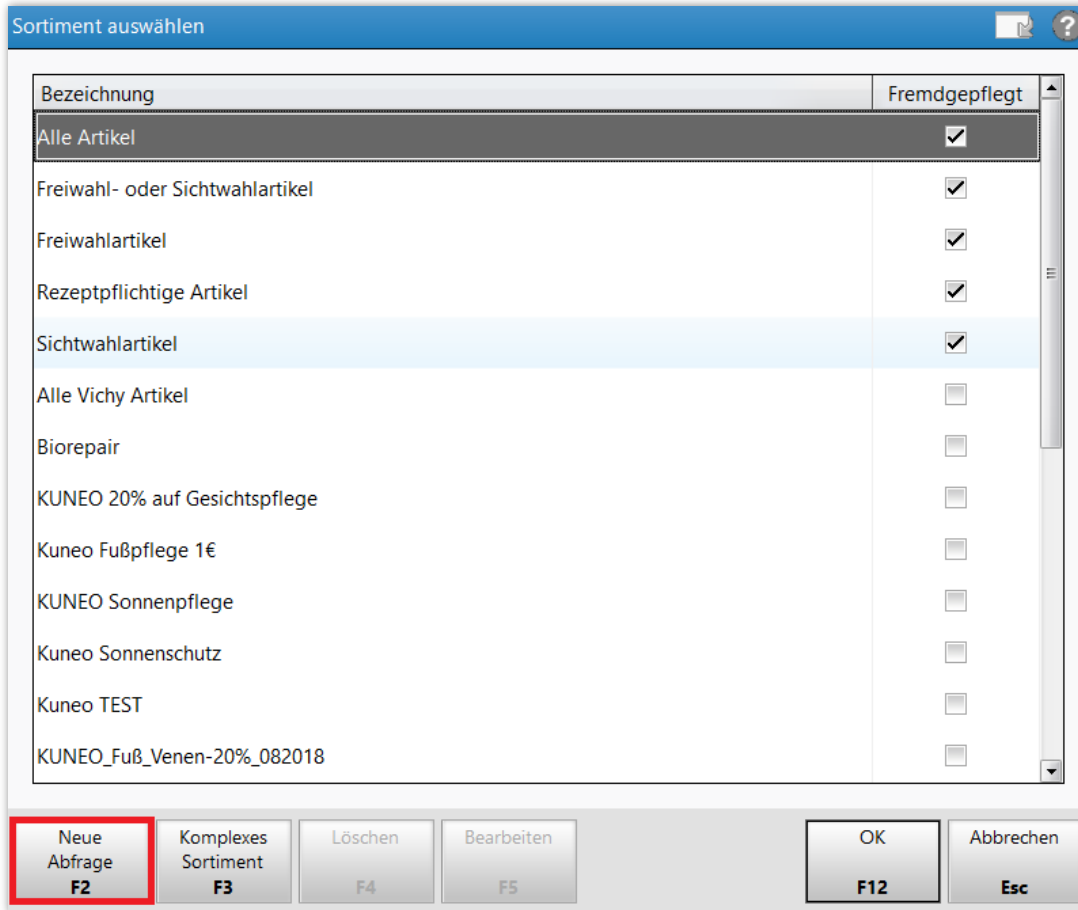 Sortiment auswählen
?
Bezeichnung Fremdgepflegt
Alle Artikel
Freiwahl- oder Sichtwahlartikel
Freiwahlartikel
Rezeptpflichtige Artikel
Sichtwahlartikel
Alle Vichy Artikel
Biorepair
KUNEO 20% auf Gesichtspflege
Kuneo Fußpflege 1€
KUNEO Sonnenpflege
Kuneo Sonnenschutz
Kuneo TEST
KUNEO_Fuß_Venen-20%_082018
Neue
Abfrage
F2
Komplexes
Sortiment
F3
Löschen
F4
Bearbeiten
F5
OK
F12
Abbrechen
Esc